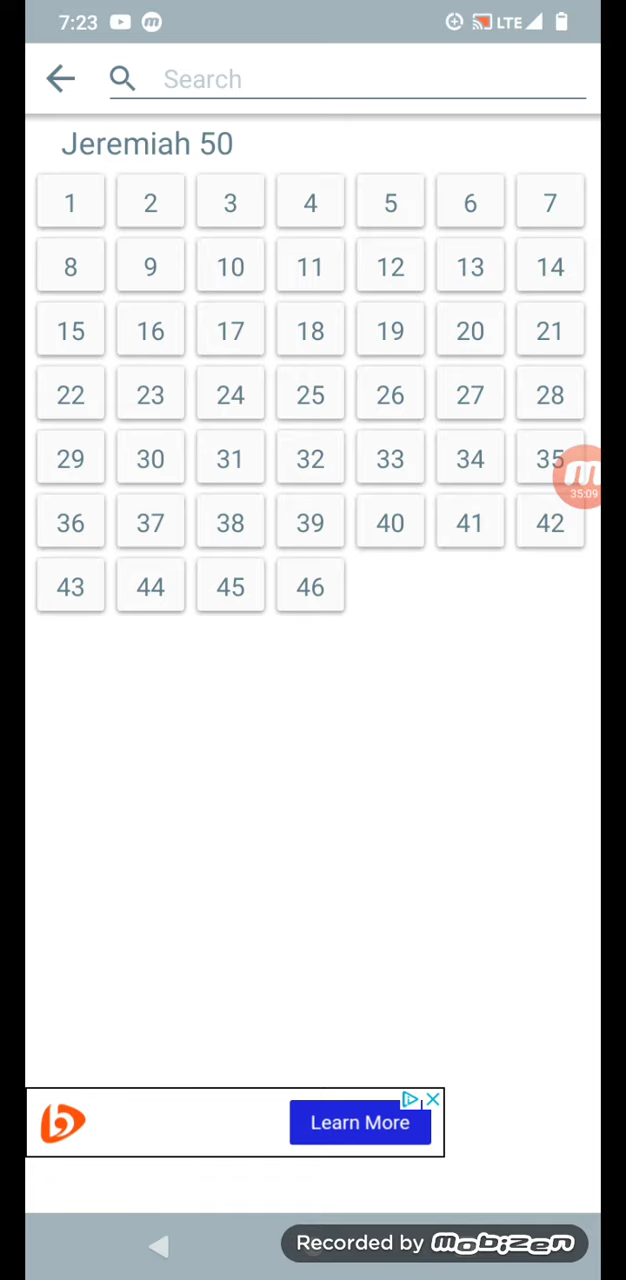 7:23 LTE
Search
Jeremiah 50
1 2 3 4 5 6 7
8 9 10 11 12 13 14
15 16 17 18 19 20 21
22 23 24 25 26 27 28
29 30 31 32 33 34 35
35:09
36 37 38 39 40 41 42
43 44 45 46
Learn More
Recorded by mobizen